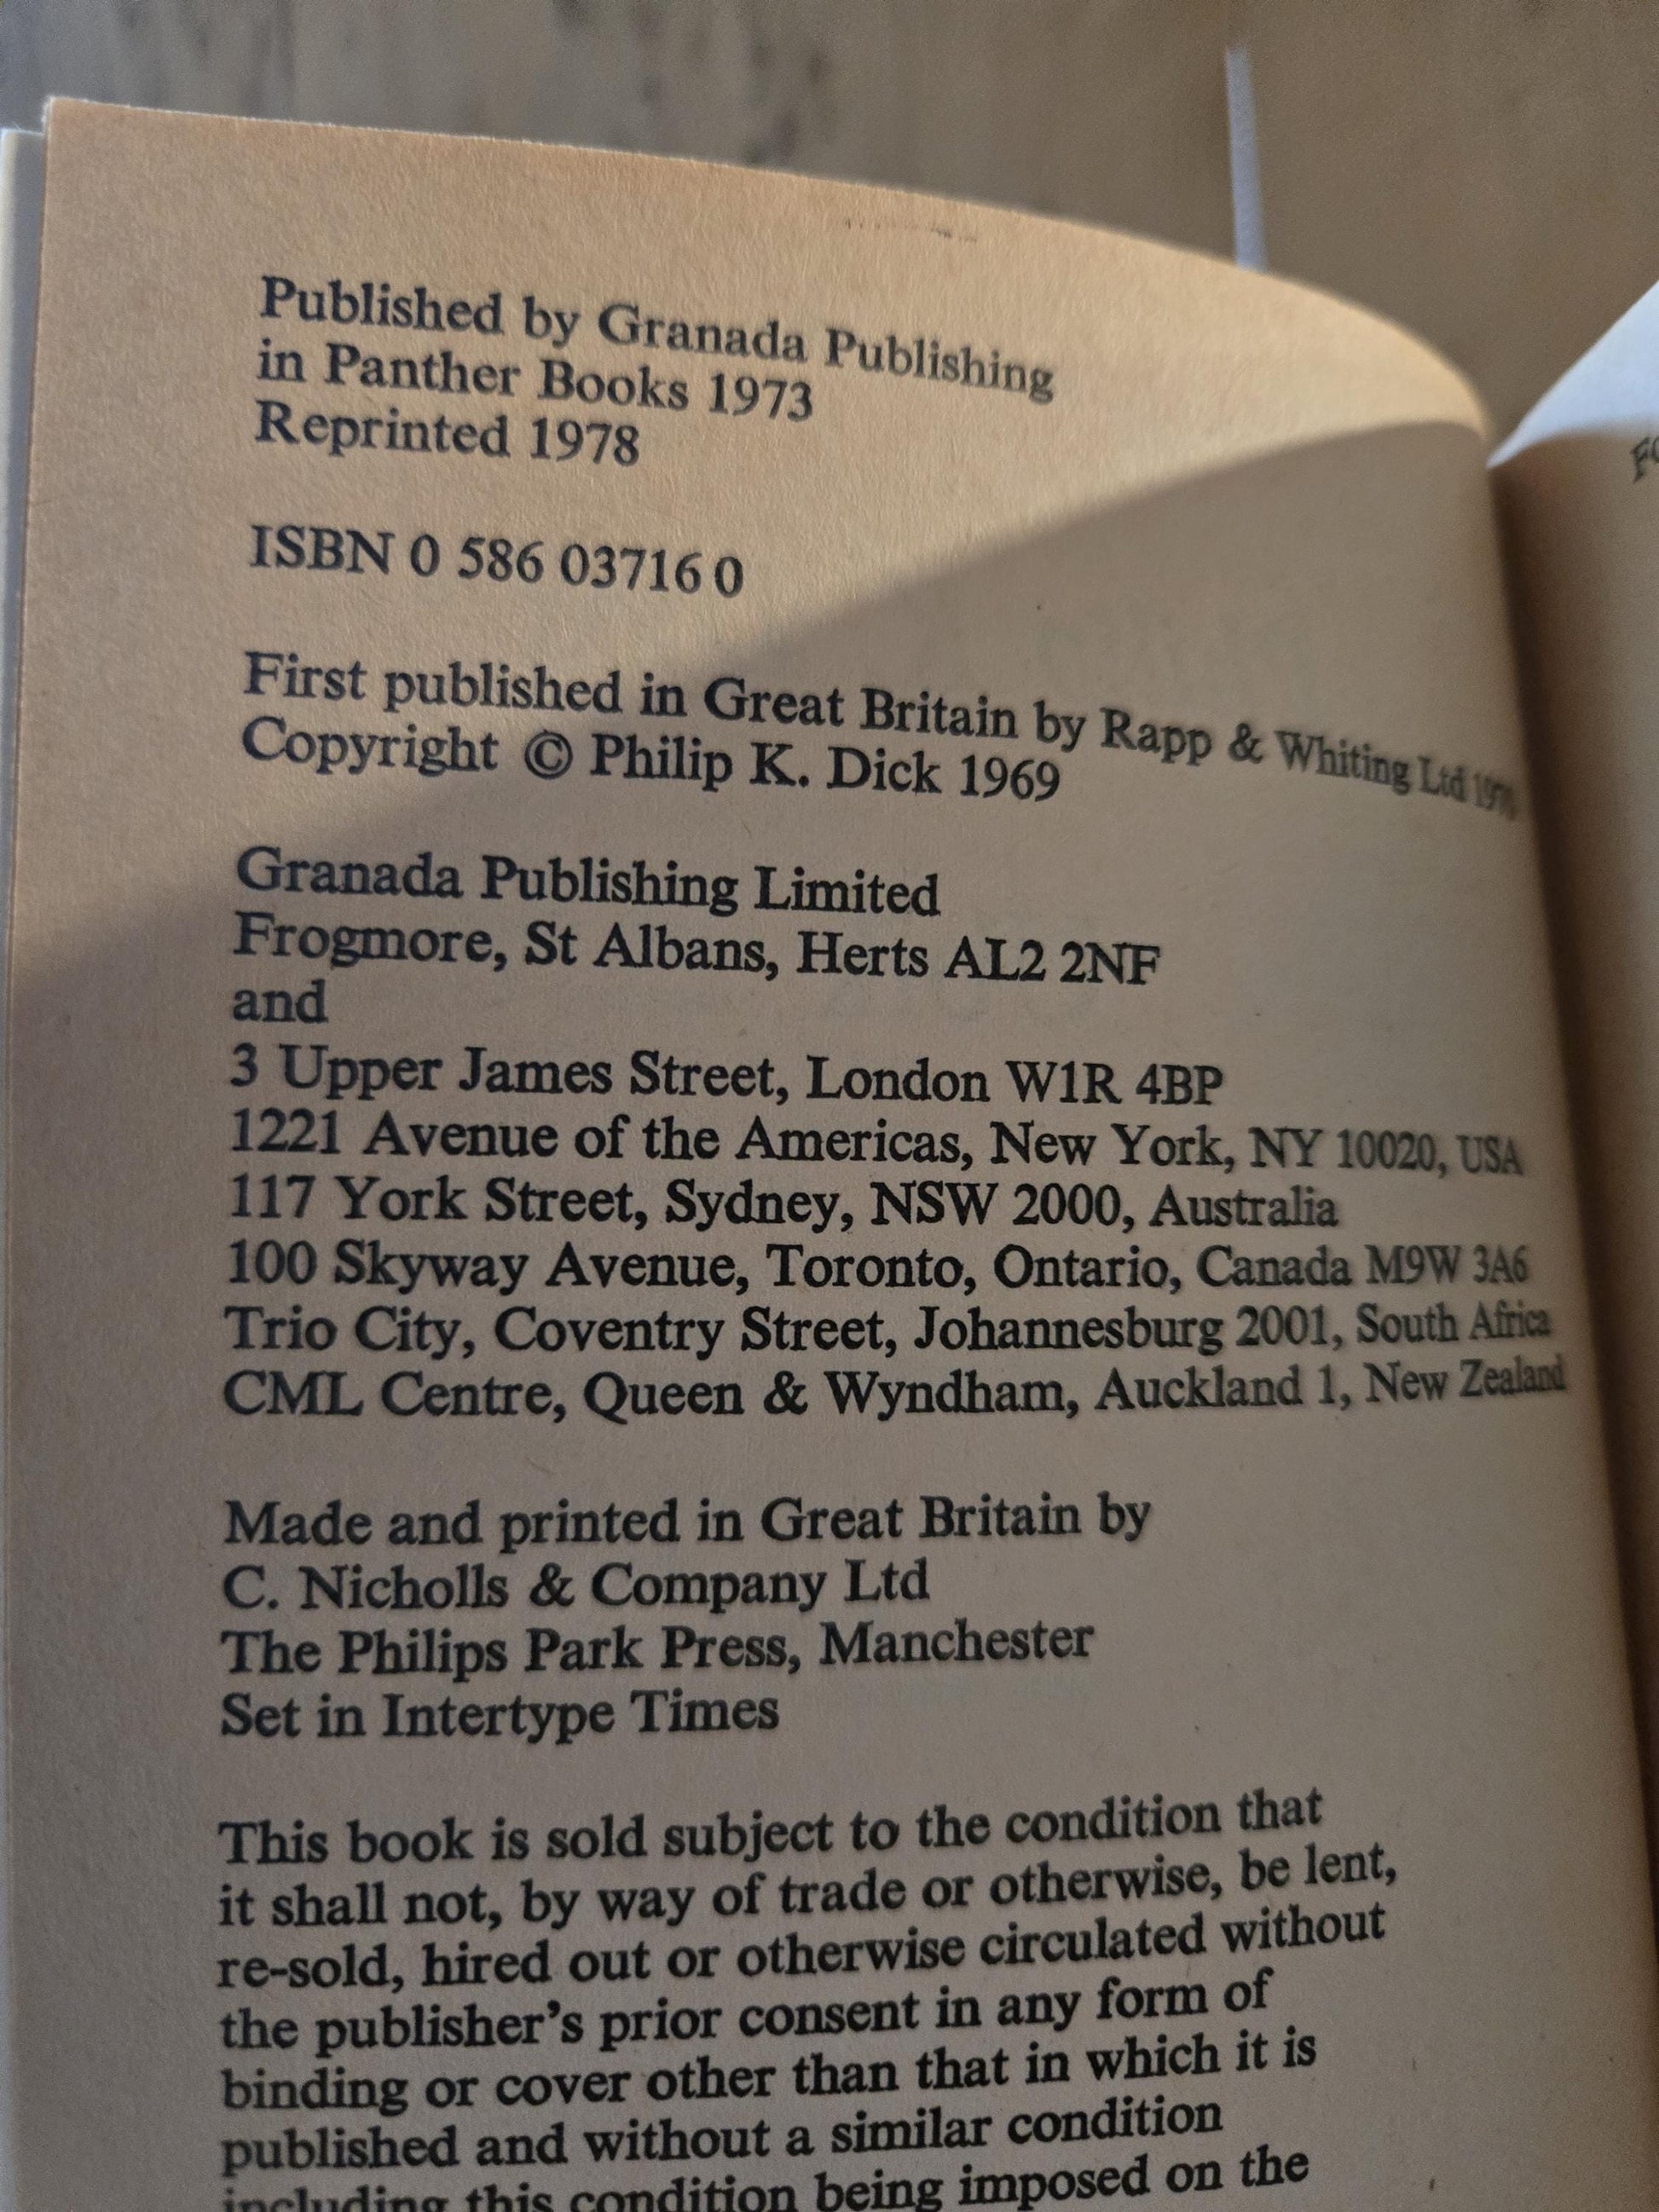 Published by Granada Publishing
in Panther Books 1973
Reprinted 1978
ISBN 0 586 03716 0
First published in Great Britain by Rapp & Whiting Ltd
Copyright © Philip K. Dick 1969
Granada Publishing Limited
Frogmore, St Albans, Herts AL2 2NF
and
3 Upper James Street, London W1R 4BP
1221 Avenue of the Americas, New York, NY 10020, USA
117 York Street, Sydney, NSW 2000, Australia
100 Skyway Avenue, Toronto, Ontario, Canada M9W 3A6
Trio City, Coventry Street, Johannesburg 2001, South Africa
CML Centre, Queen & Wyndham, Auckland 1, New Zealand
Made and printed in Great Britain by
C. Nicholls & Company Ltd
The Philips Park Press, Manchester
Set in Intertype Times
This book is sold subject to the condition that
it shall not, by way of trade or otherwise, be lent,
re-sold, hired out or otherwise circulated without
the publisher's prior consent in any form of
binding or cover other than that in which it is
published and without a similar condition
including this condition being imposed on the